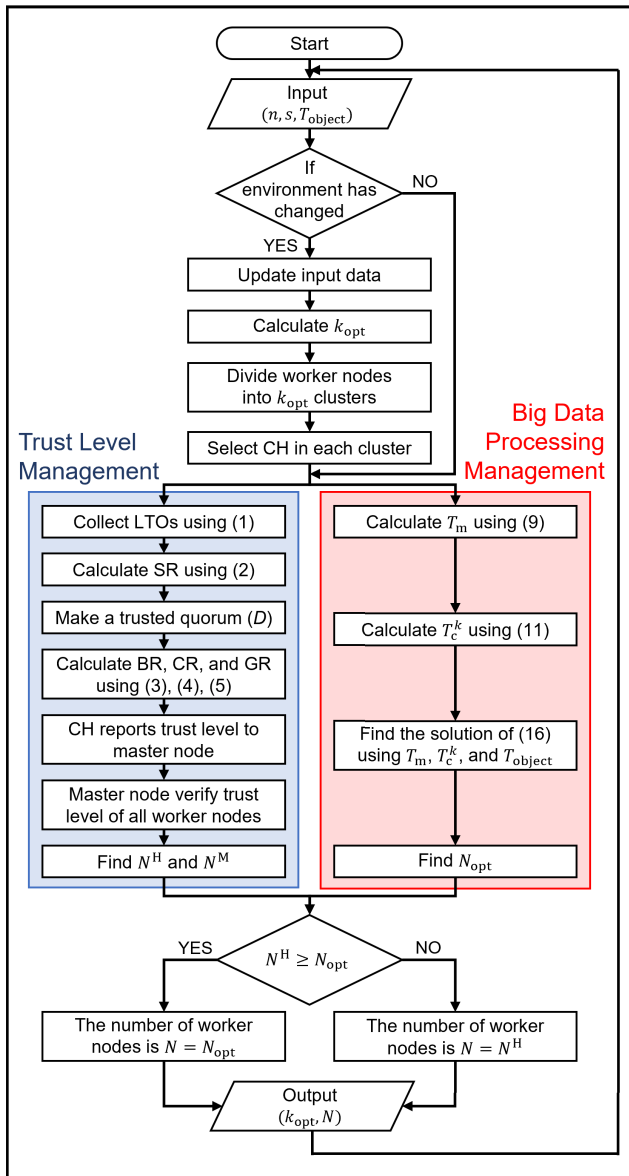 Start
Input
(n, s, T_object)
If
environment has
changed
NO
YES
Update input data
Calculate k_opt
Divide worker nodes
into k_opt clusters
Select CH in each cluster
Trust Level
Management
Big Data
Processing
Management
Collect LTOs using (1)
Calculate SR using (2)
Make a trusted quorum (D)
Calculate BR, CR, and GR
using (3), (4), (5)
CH reports trust level to
master node
Master node verify trust
level of all worker nodes
Find N^H and N^M
Calculate T_m using (9)
Calculate T_c^k using (11)
Find the solution of (16)
using T_m, T_c^k, and T_object
Find N_opt
YES
N^H ≥ N_opt
NO
The number of worker
nodes is N = N_opt
The number of worker
nodes is N = N^H
Output
(k_opt, N)